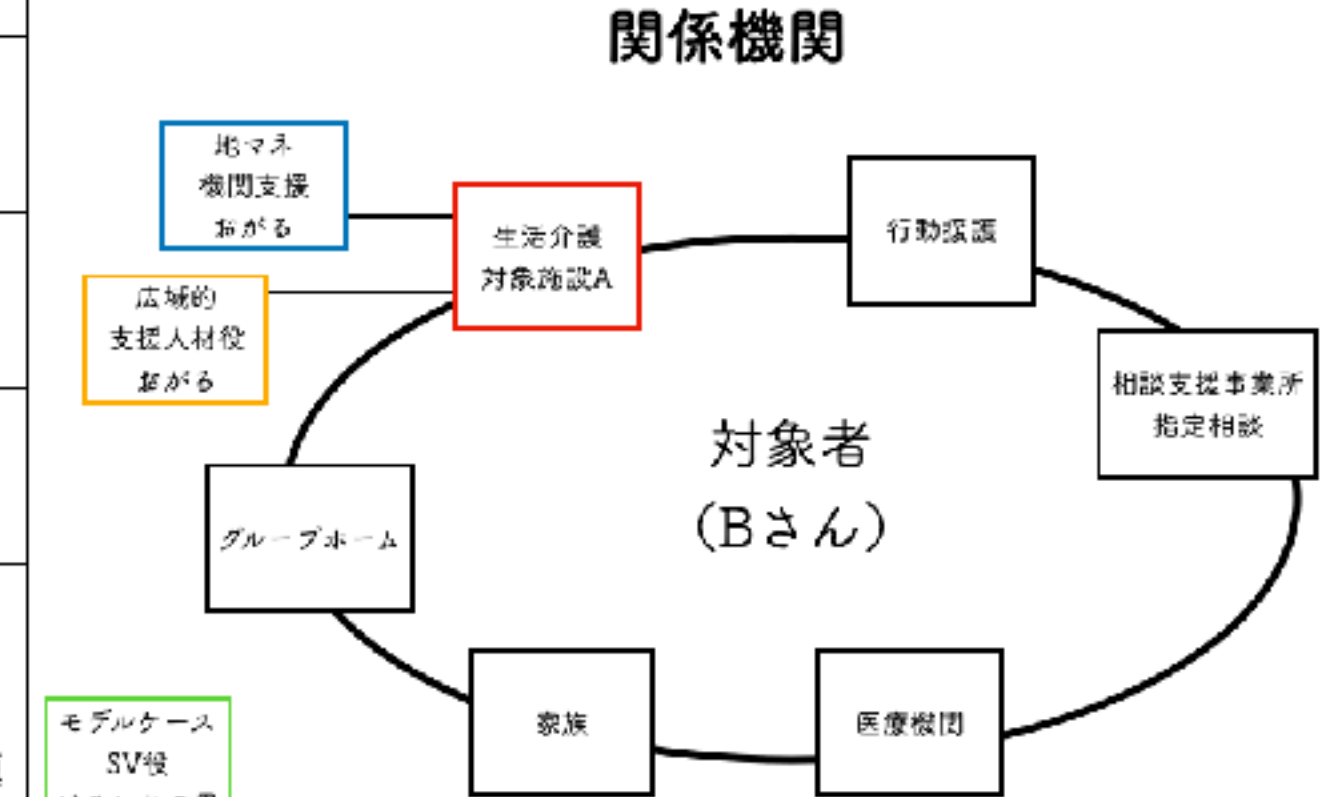 関係機関
地マネ
機関支援
おがる
生活介護
対象施設A
行動援護
広域的
支援人材役
おがる
相談支援事業所
指定相談
対象者
(Bさん)
グループホーム
家族
医療機関
モデルケース
SV役